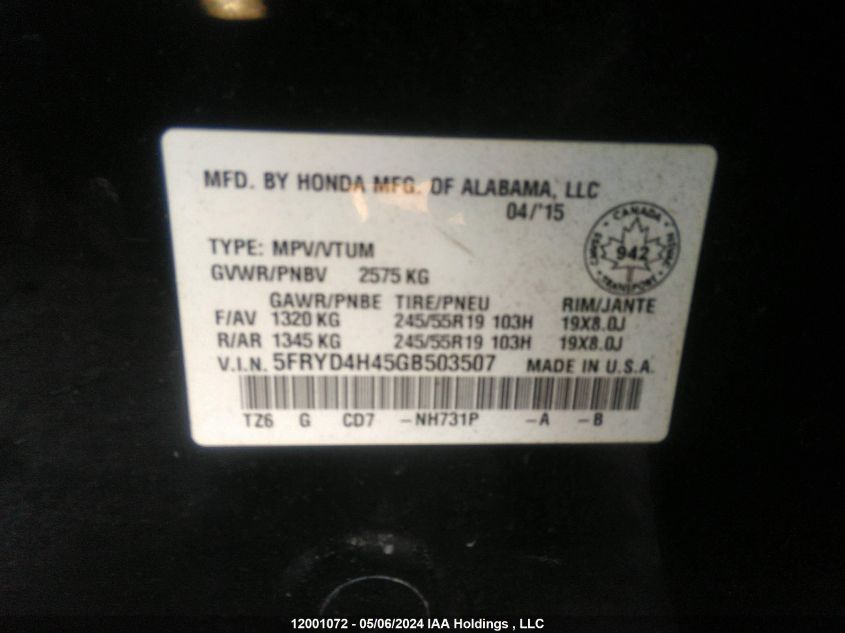 MFD. BY HONDA MFG. OF ALABAMA, LLC
04/'15
TYPE: MPV/VTUM
GVWR/PNBV 2575 KG
CANADA
942
TRANSPORT
GAWR/PNBE TIRE/PNEU RIM/JANTE
F/AV 1320 KG 245/55R19 103H 19X8.0J
R/AR 1345 KG 245/55R19 103H 19X8.0J
V.I.N. 5FRYD4H45GB503507 MADE IN U.S.A.
TZ6 G CD7 -NH731P -A -B
12001072 - 05/06/2024 IAA Holdings , LLC